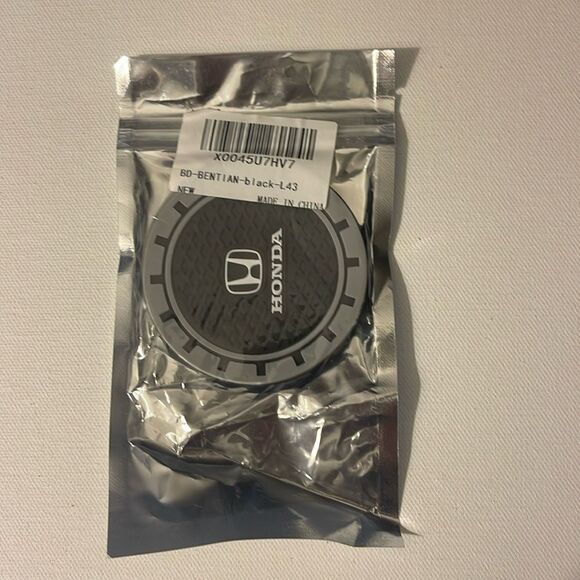 X0045U7HV7
BD-BENTIAN-black-L43
NEW
MADE IN CHINA
HONDA